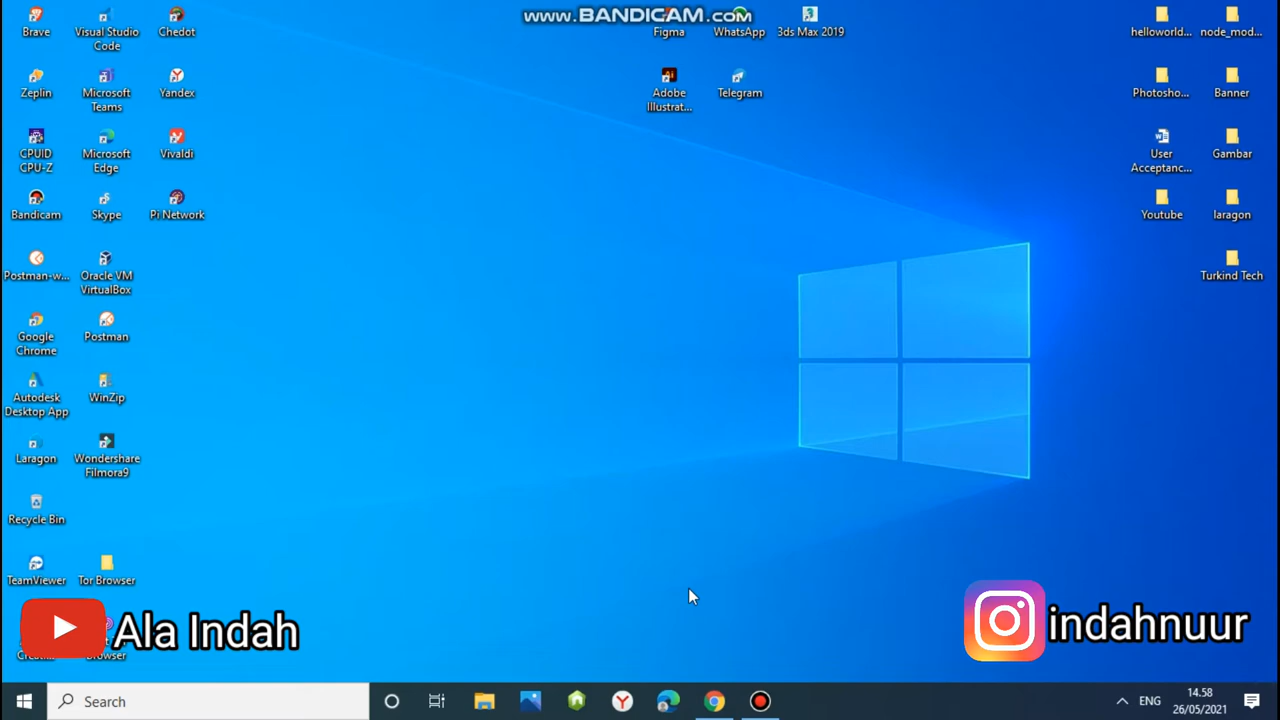 www.BANDICAM.com
Brave
Visual Studio
Code
Chedot
Figma
WhatsApp
3ds Max 2019
helloworld...
node_mod...
Zeplin
Microsoft
Teams
Yandex
Adobe
Illustrat...
Telegram
Photosho...
Banner
CPUID
CPU-Z
Microsoft
Edge
Vivaldi
User
Acceptanc...
Gambar
Bandicam
Skype
Pi Network
Youtube
laragon
Postman-w...
Oracle VM
VirtualBox
Turkind Tech
Google
Chrome
Postman
Autodesk
Desktop App
WinZip
Laragon
Wondershare
Filmora9
Recycle Bin
TeamViewer
Tor Browser
Ala Indah
indahnuur
Browser
Search
ENG
14.58
26/05/2021